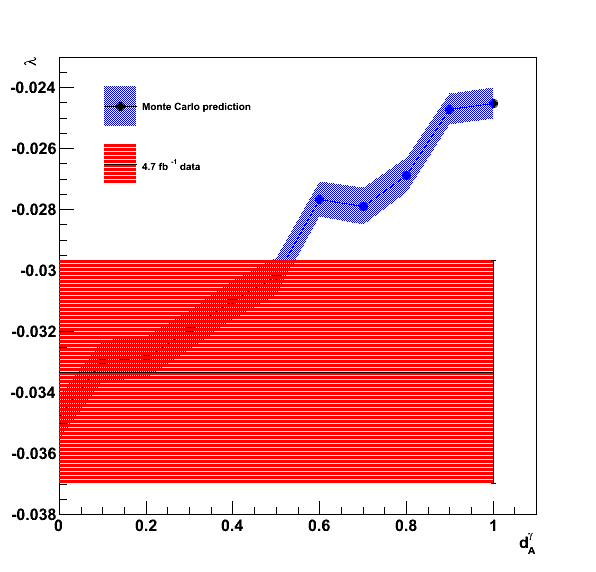 λ
-0.024
Monte Carlo prediction
-0.026
4.7 fb⁻¹ data
-0.028
-0.03
-0.032
-0.034
-0.036
-0.038
0 0.2 0.4 0.6 0.8 1
d_A^γ